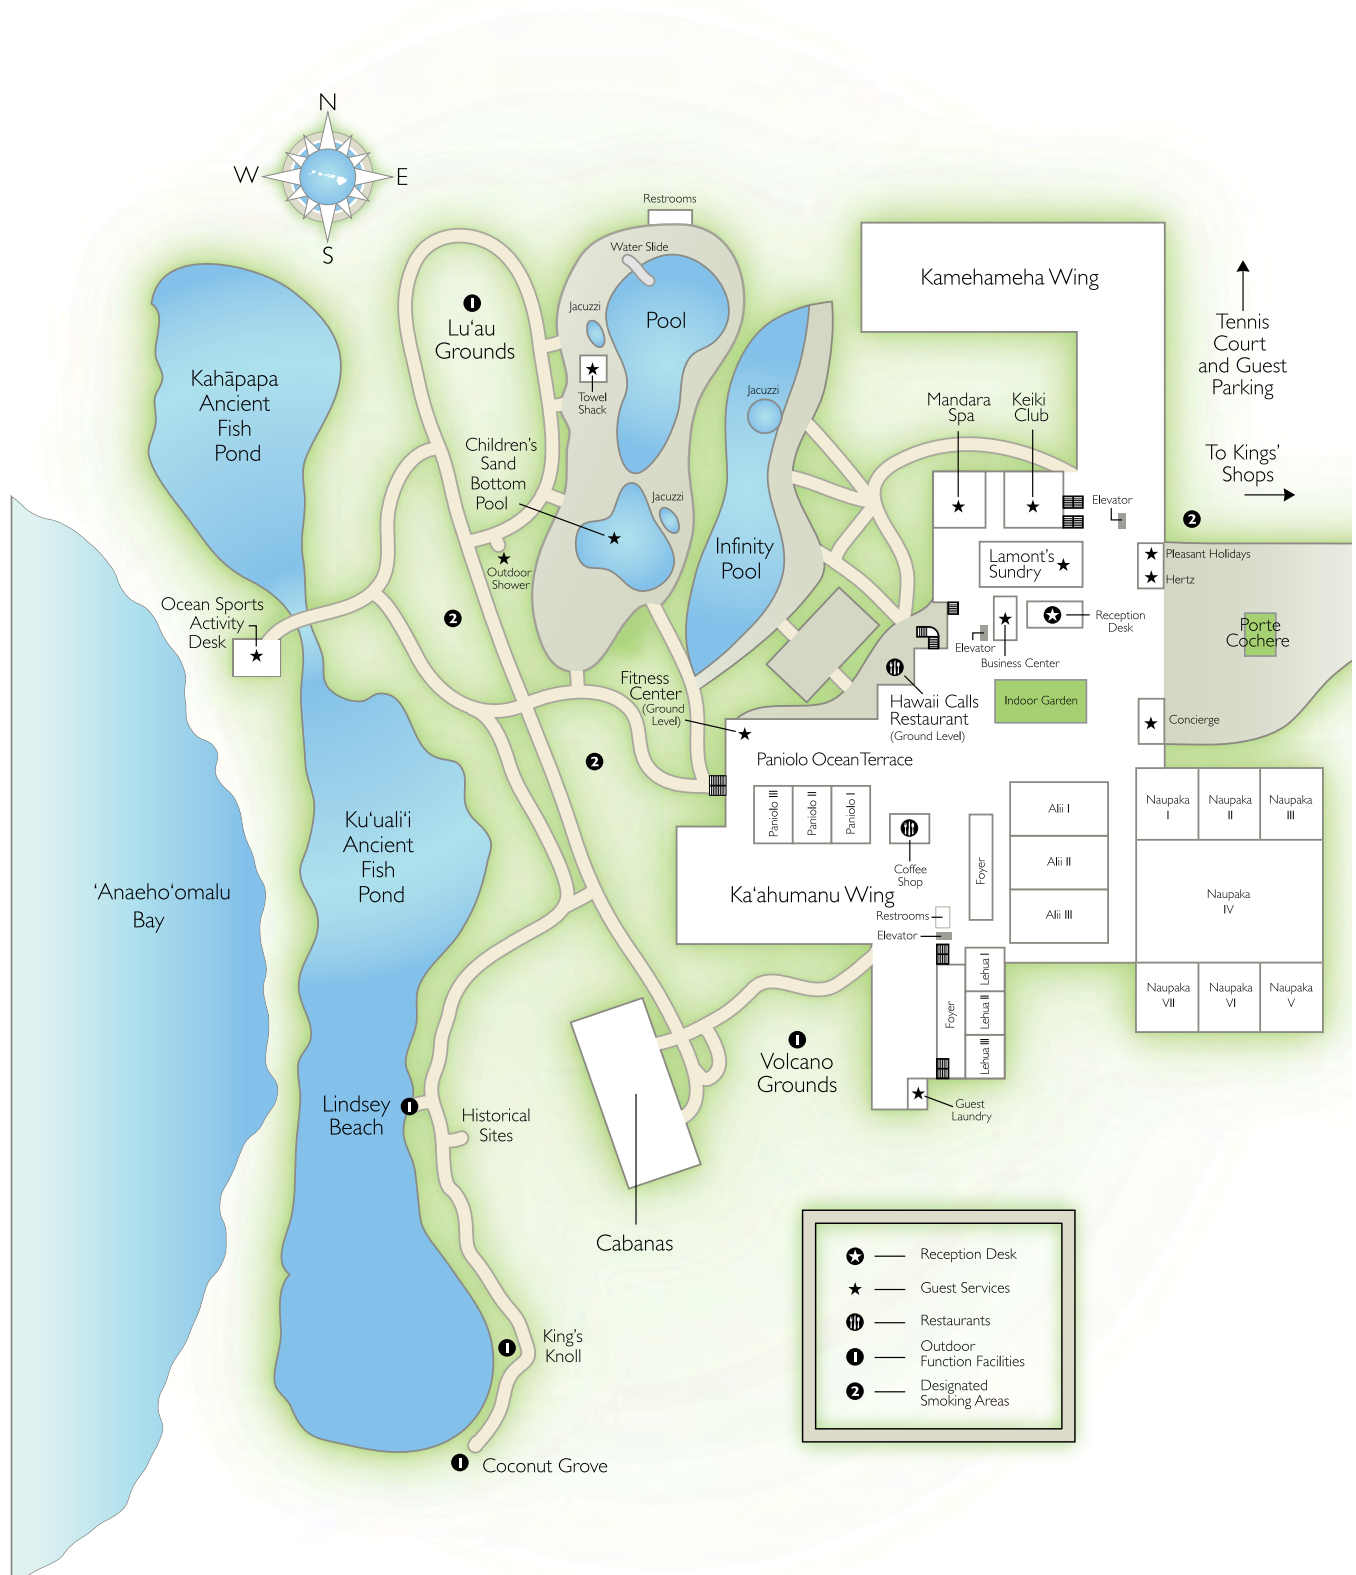 N
W
E
S
Restrooms
Water Slide
Jacuzzi
Pool
Lu‘au
Grounds
Towel
Shack
Kahāpapa
Ancient
Fish
Pond
Children's
Sand
Bottom
Pool
Jacuzzi
Jacuzzi
Infinity
Pool
Outdoor
Shower
Kamehameha Wing
Mandara
Spa
Keiki
Club
Elevator
Tennis
Court
and Guest
Parking
To Kings'
Shops
2
Lamont's
Sundry
Pleasant Holidays
Hertz
Reception
Desk
Elevator
Business Center
Porte
Cochere
Ocean Sports
Activity
Desk
2
Fitness
Center
(Ground
Level)
Hawaii Calls
Restaurant
(Ground Level)
Indoor Garden
Concierge
2
Paniolo Ocean Terrace
Paniolo III
Paniolo II
Paniolo I
Coffee
Shop
Foyer
Alii I
Alii II
Alii III
Naupaka
I
Naupaka
II
Naupaka
III
Naupaka
IV
Naupaka
VII
Naupaka
VI
Naupaka
V
Ku‘uali‘i
Ancient
Fish
Pond
‘Anaeho‘omalu
Bay
Ka‘ahumanu Wing
Restrooms
Elevator
Foyer
Lehua I
Lehua II
Lehua III
Guest
Laundry
Volcano
Grounds
Lindsey
Beach
Historical
Sites
Cabanas
King's
Knoll
Coconut Grove
Reception Desk
Guest Services
Restaurants
Outdoor
Function Facilities
2
Designated
Smoking Areas